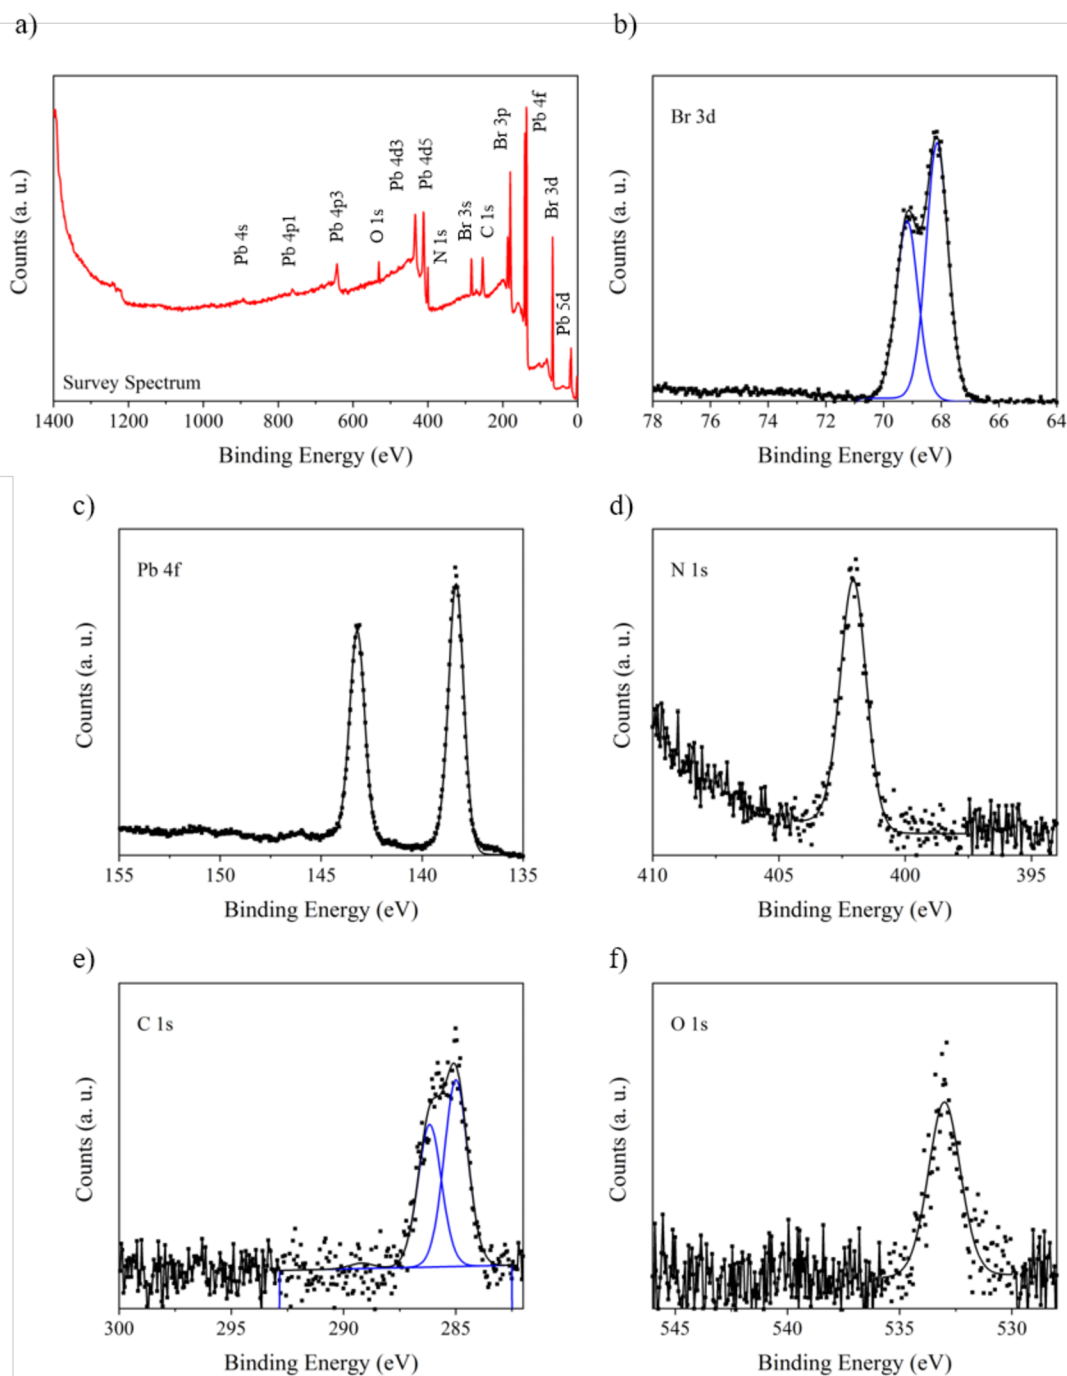 a)
Counts (a. u.)
Pb 4s
Pb 4p1
Pb 4p3
O 1s
Pb 4d3
Pb 4d5
N 1s
Br 3s
C 1s
Br 3p
Pb 4f
Br 3d
Pb 5d
Survey Spectrum
1400 1200 1000 800 600 400 200 0
Binding Energy (eV)
b)
Counts (a. u.)
Br 3d
78 76 74 72 70 68 66 64
Binding Energy (eV)
c)
Counts (a. u.)
Pb 4f
155 150 145 140 135
Binding Energy (eV)
d)
Counts (a. u.)
N 1s
410 405 400 395
Binding Energy (eV)
e)
Counts (a. u.)
C 1s
300 295 290 285
Binding Energy (eV)
f)
Counts (a. u.)
O 1s
545 540 535 530
Binding Energy (eV)